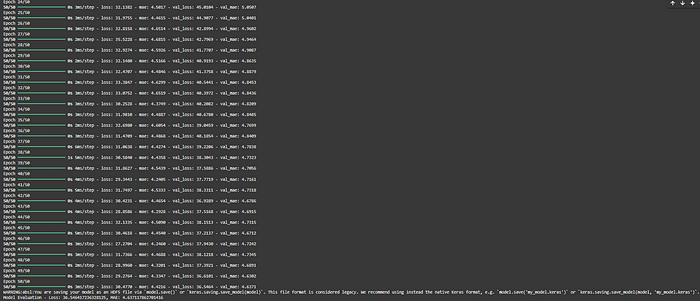 Epoch 24/50
50/50 0s 3ms/step - loss: 32.1382 - mae: 4.5017 - val_loss: 45.0104 - val_mae: 5.0507
Epoch 25/50
50/50 0s 3ms/step - loss: 31.9755 - mae: 4.4615 - val_loss: 44.9077 - val_mae: 5.0401
Epoch 26/50
50/50 0s 3ms/step - loss: 32.8158 - mae: 4.6514 - val_loss: 42.2894 - val_mae: 4.9602
Epoch 27/50
50/50 0s 3ms/step - loss: 35.5228 - mae: 4.6815 - val_loss: 42.7969 - val_mae: 4.9464
Epoch 28/50
50/50 0s 3ms/step - loss: 32.9274 - mae: 4.5926 - val_loss: 41.7707 - val_mae: 4.9087
Epoch 29/50
50/50 0s 3ms/step - loss: 32.1400 - mae: 4.5166 - val_loss: 40.9193 - val_mae: 4.8635
Epoch 30/50
50/50 0s 3ms/step - loss: 32.4707 - mae: 4.4846 - val_loss: 41.3758 - val_mae: 4.8879
Epoch 31/50
50/50 0s 3ms/step - loss: 33.3847 - mae: 4.6299 - val_loss: 40.5441 - val_mae: 4.8453
Epoch 32/50
50/50 0s 3ms/step - loss: 33.0752 - mae: 4.6519 - val_loss: 40.3972 - val_mae: 4.8436
Epoch 33/50
50/50 0s 3ms/step - loss: 30.2528 - mae: 4.3749 - val_loss: 40.2002 - val_mae: 4.8209
Epoch 34/50
50/50 0s 3ms/step - loss: 31.9810 - mae: 4.4887 - val_loss: 40.6780 - val_mae: 4.8405
Epoch 35/50
50/50 0s 3ms/step - loss: 32.6980 - mae: 4.6054 - val_loss: 39.0459 - val_mae: 4.7699
Epoch 36/50
50/50 0s 3ms/step - loss: 31.4709 - mae: 4.4868 - val_loss: 40.1854 - val_mae: 4.8409
Epoch 37/50
50/50 0s 5ms/step - loss: 31.0638 - mae: 4.4274 - val_loss: 39.2206 - val_mae: 4.7838
Epoch 38/50
50/50 1s 5ms/step - loss: 30.5840 - mae: 4.4358 - val_loss: 38.3043 - val_mae: 4.7323
Epoch 39/50
50/50 0s 4ms/step - loss: 31.8627 - mae: 4.5439 - val_loss: 37.5886 - val_mae: 4.7056
Epoch 40/50
50/50 0s 5ms/step - loss: 29.3443 - mae: 4.2405 - val_loss: 37.7719 - val_mae: 4.7161
Epoch 41/50
50/50 0s 5ms/step - loss: 31.7497 - mae: 4.5333 - val_loss: 38.3311 - val_mae: 4.7318
Epoch 42/50
50/50 0s 4ms/step - loss: 30.4231 - mae: 4.4654 - val_loss: 36.9289 - val_mae: 4.6786
Epoch 43/50
50/50 0s 3ms/step - loss: 28.8586 - mae: 4.2928 - val_loss: 37.5168 - val_mae: 4.6915
Epoch 44/50
50/50 0s 3ms/step - loss: 32.1335 - mae: 4.5090 - val_loss: 38.1513 - val_mae: 4.7315
Epoch 45/50
50/50 0s 3ms/step - loss: 30.4618 - mae: 4.4540 - val_loss: 37.2137 - val_mae: 4.6712
Epoch 46/50
50/50 0s 3ms/step - loss: 27.2704 - mae: 4.2460 - val_loss: 37.9430 - val_mae: 4.7242
Epoch 47/50
50/50 0s 3ms/step - loss: 31.7366 - mae: 4.4688 - val_loss: 38.1218 - val_mae: 4.7345
Epoch 48/50
50/50 0s 3ms/step - loss: 28.3960 - mae: 4.3201 - val_loss: 37.3921 - val_mae: 4.6893
Epoch 49/50
50/50 0s 3ms/step - loss: 29.2764 - mae: 4.3347 - val_loss: 36.6101 - val_mae: 4.6302
Epoch 50/50
50/50 0s 3ms/step - loss: 30.4770 - mae: 4.4216 - val_loss: 36.5464 - val_mae: 4.6371
WARNING:absl:You are saving your model as an HDF5 file via `model.save()` or `keras.saving.save_model(model)`. This file format is considered legacy. We recommend using instead the native Keras format, e.g. `model.save('my_model.keras')` or `keras.saving.save_model(model, 'my_model.keras')`
Model Evaluation - Loss: 36.546437236328125, MAE: 4.637117862701416